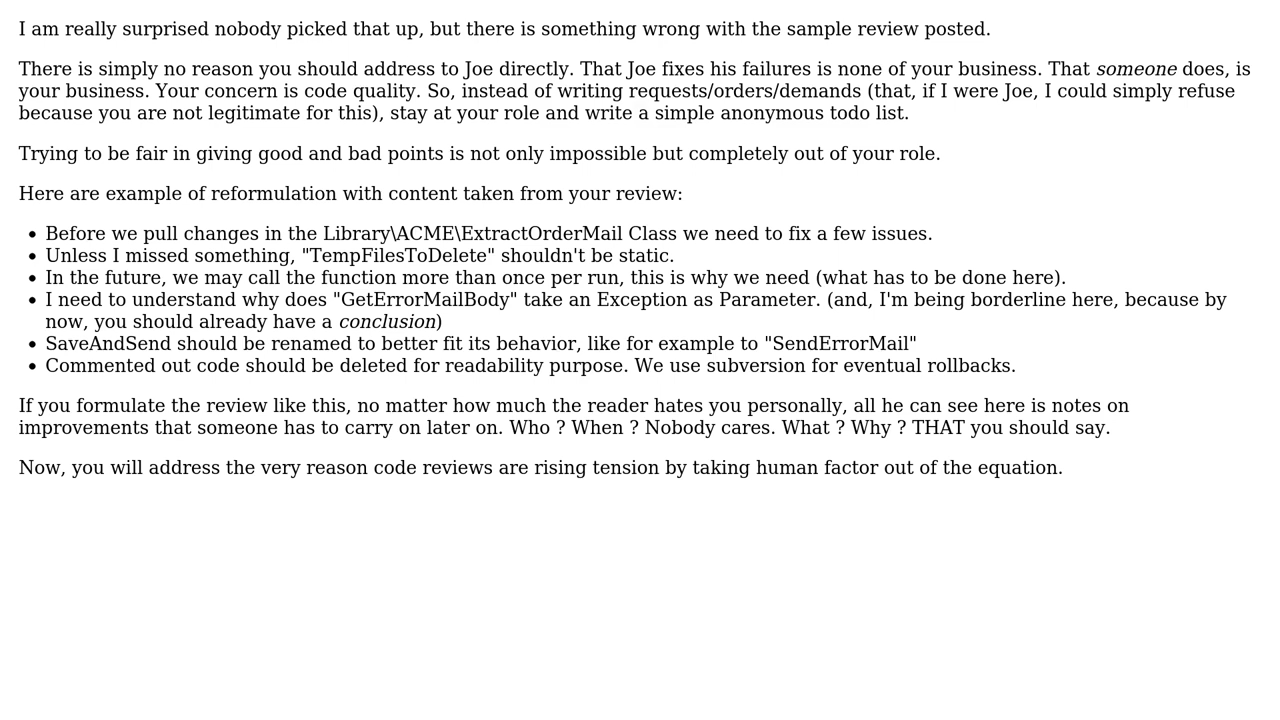 I am really surprised nobody picked that up, but there is something wrong with the sample review posted.
There is simply no reason you should address to Joe directly. That Joe fixes his failures is none of your business. That someone does, is
your business. Your concern is code quality. So, instead of writing requests/orders/demands (that, if I were Joe, I could simply refuse
because you are not legitimate for this), stay at your role and write a simple anonymous todo list.
Trying to be fair in giving good and bad points is not only impossible but completely out of your role.
Here are example of reformulation with content taken from your review:
• Before we pull changes in the Library\ACME\ExtractOrderMail Class we need to fix a few issues.
• Unless I missed something, "TempFilesToDelete" shouldn't be static.
• In the future, we may call the function more than once per run, this is why we need (what has to be done here).
• I need to understand why does "GetErrorMailBody" take an Exception as Parameter. (and, I'm being borderline here, because by
now, you should already have a conclusion)
• SaveAndSend should be renamed to better fit its behavior, like for example to "SendErrorMail"
• Commented out code should be deleted for readability purpose. We use subversion for eventual rollbacks.
If you formulate the review like this, no matter how much the reader hates you personally, all he can see here is notes on
improvements that someone has to carry on later on. Who ? When ? Nobody cares. What ? Why ? THAT you should say.
Now, you will address the very reason code reviews are rising tension by taking human factor out of the equation.